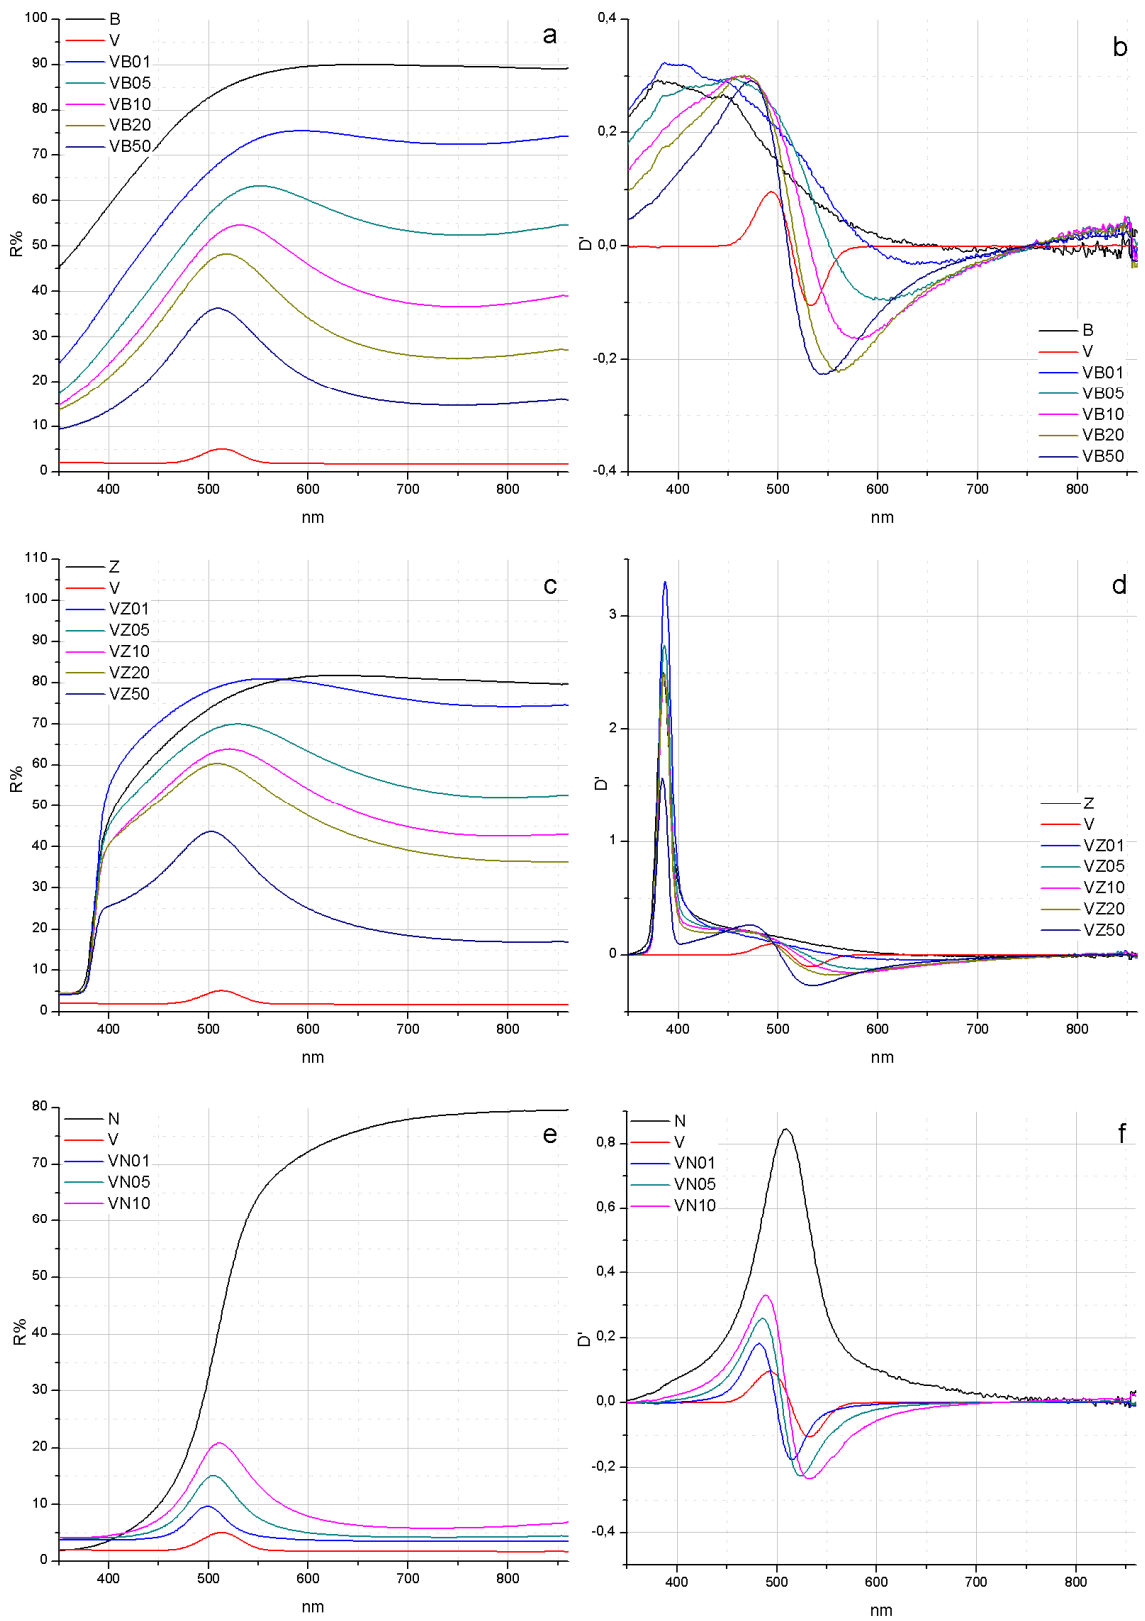 a
B
V
VB01
VB05
VB10
VB20
VB50
100
90
80
70
60
50
40
30
20
10
0
R%
400 500 600 700 800
nm
b
0,4
0,2
0,0
-0,2
-0,4
D'
B
V
VB01
VB05
VB10
VB20
VB50
400 500 600 700 800
nm
c
Z
V
VZ01
VZ05
VZ10
VZ20
VZ50
110
100
90
80
70
60
50
40
30
20
10
0
R%
400 500 600 700 800
nm
d
3
2
1
0
D'
Z
V
VZ01
VZ05
VZ10
VZ20
VZ50
400 500 600 700 800
nm
e
N
V
VN01
VN05
VN10
80
70
60
80
50
40
30
20
10
0
R%
400 500 600 700 800
nm
f
N
V
VN01
VN05
VN10
0,8
0,6
0,4
0,2
0,0
-0,2
-0,4
D'
400 500 600 700 800
nm